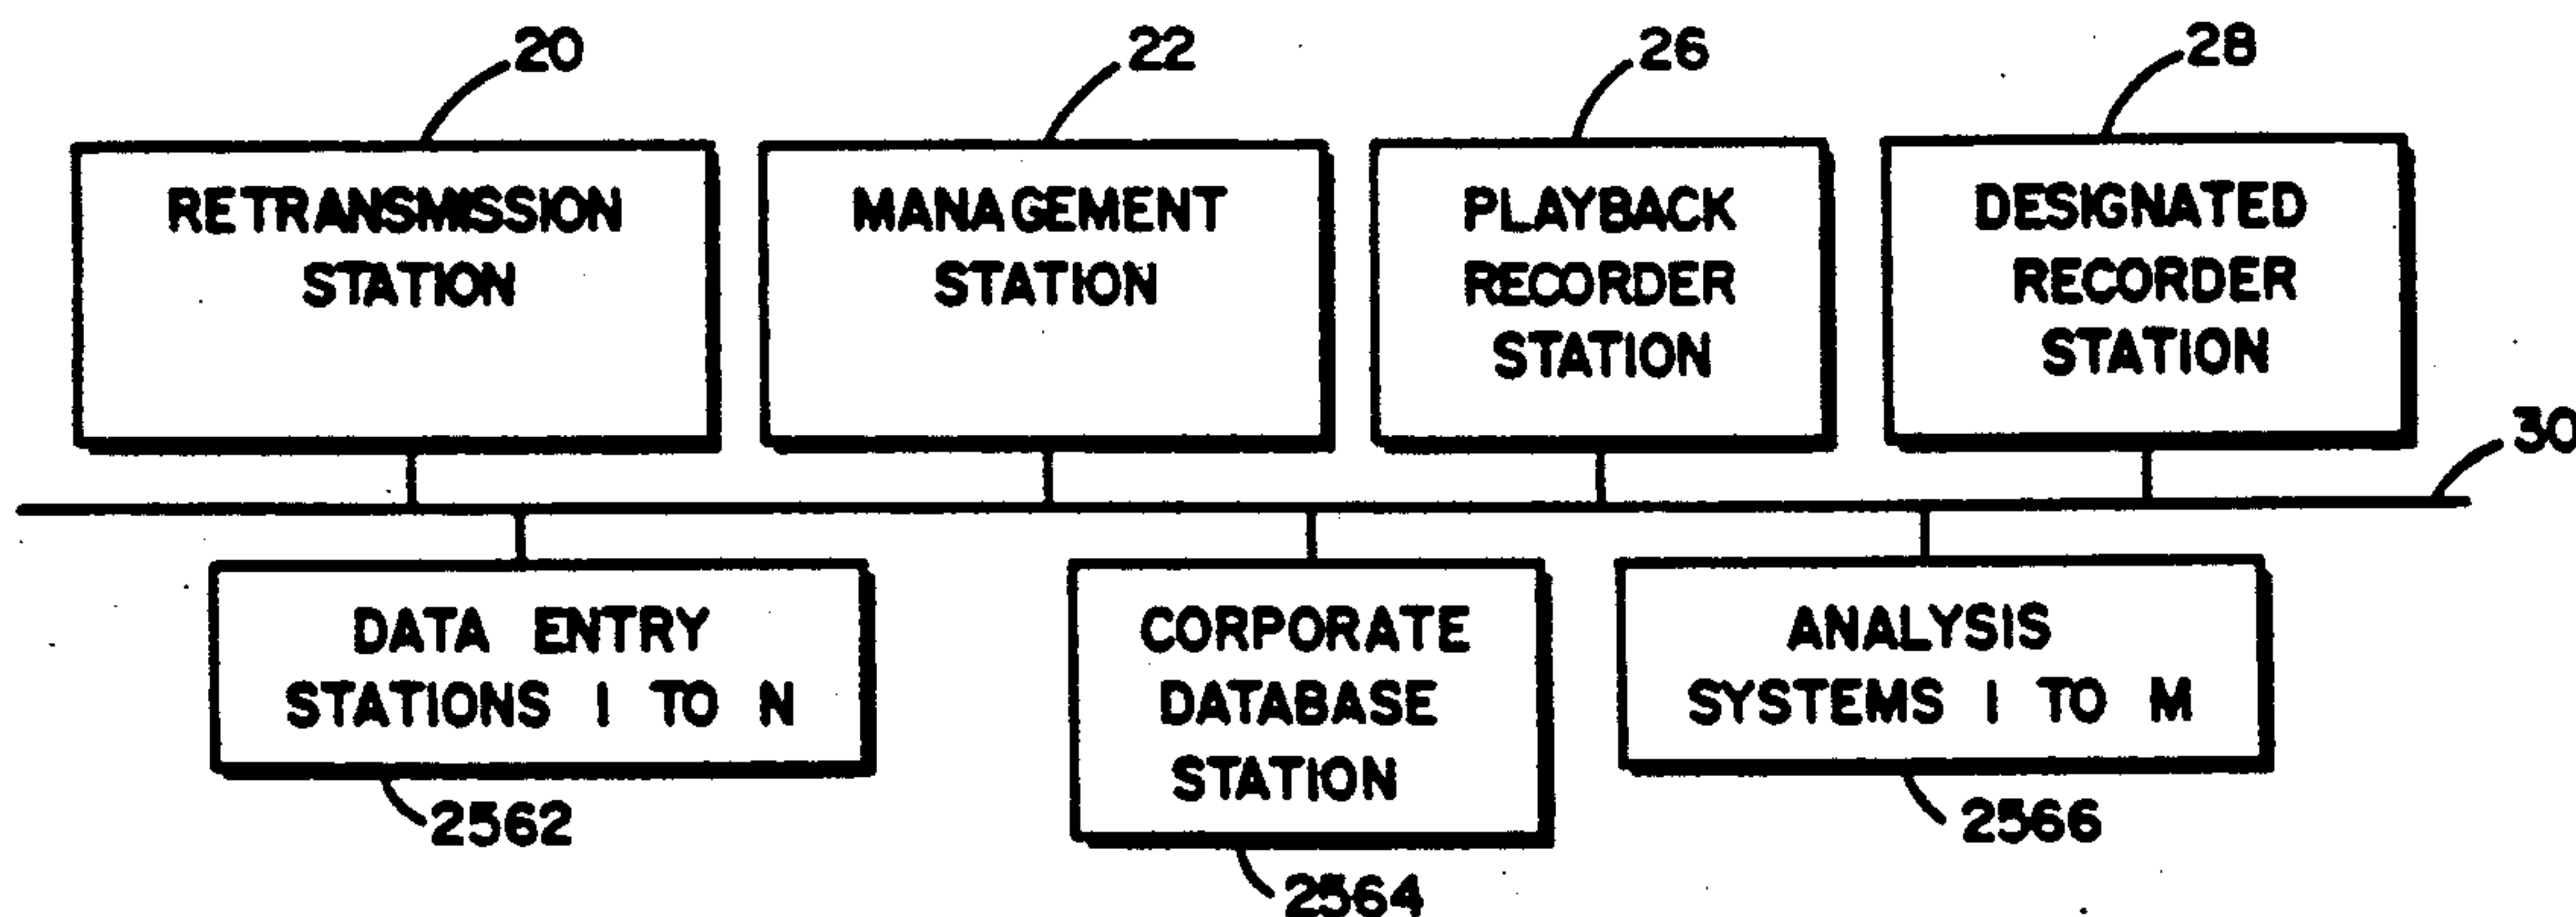 20
22
26
28
RETRANSMISSION
STATION
MANAGEMENT
STATION
PLAYBACK
RECORDER
STATION
DESIGNATED
RECORDER
STATION
30
DATA ENTRY
STATIONS 1 TO N
CORPORATE
DATABASE
STATION
ANALYSIS
SYSTEMS 1 TO M
2562
2564
2566